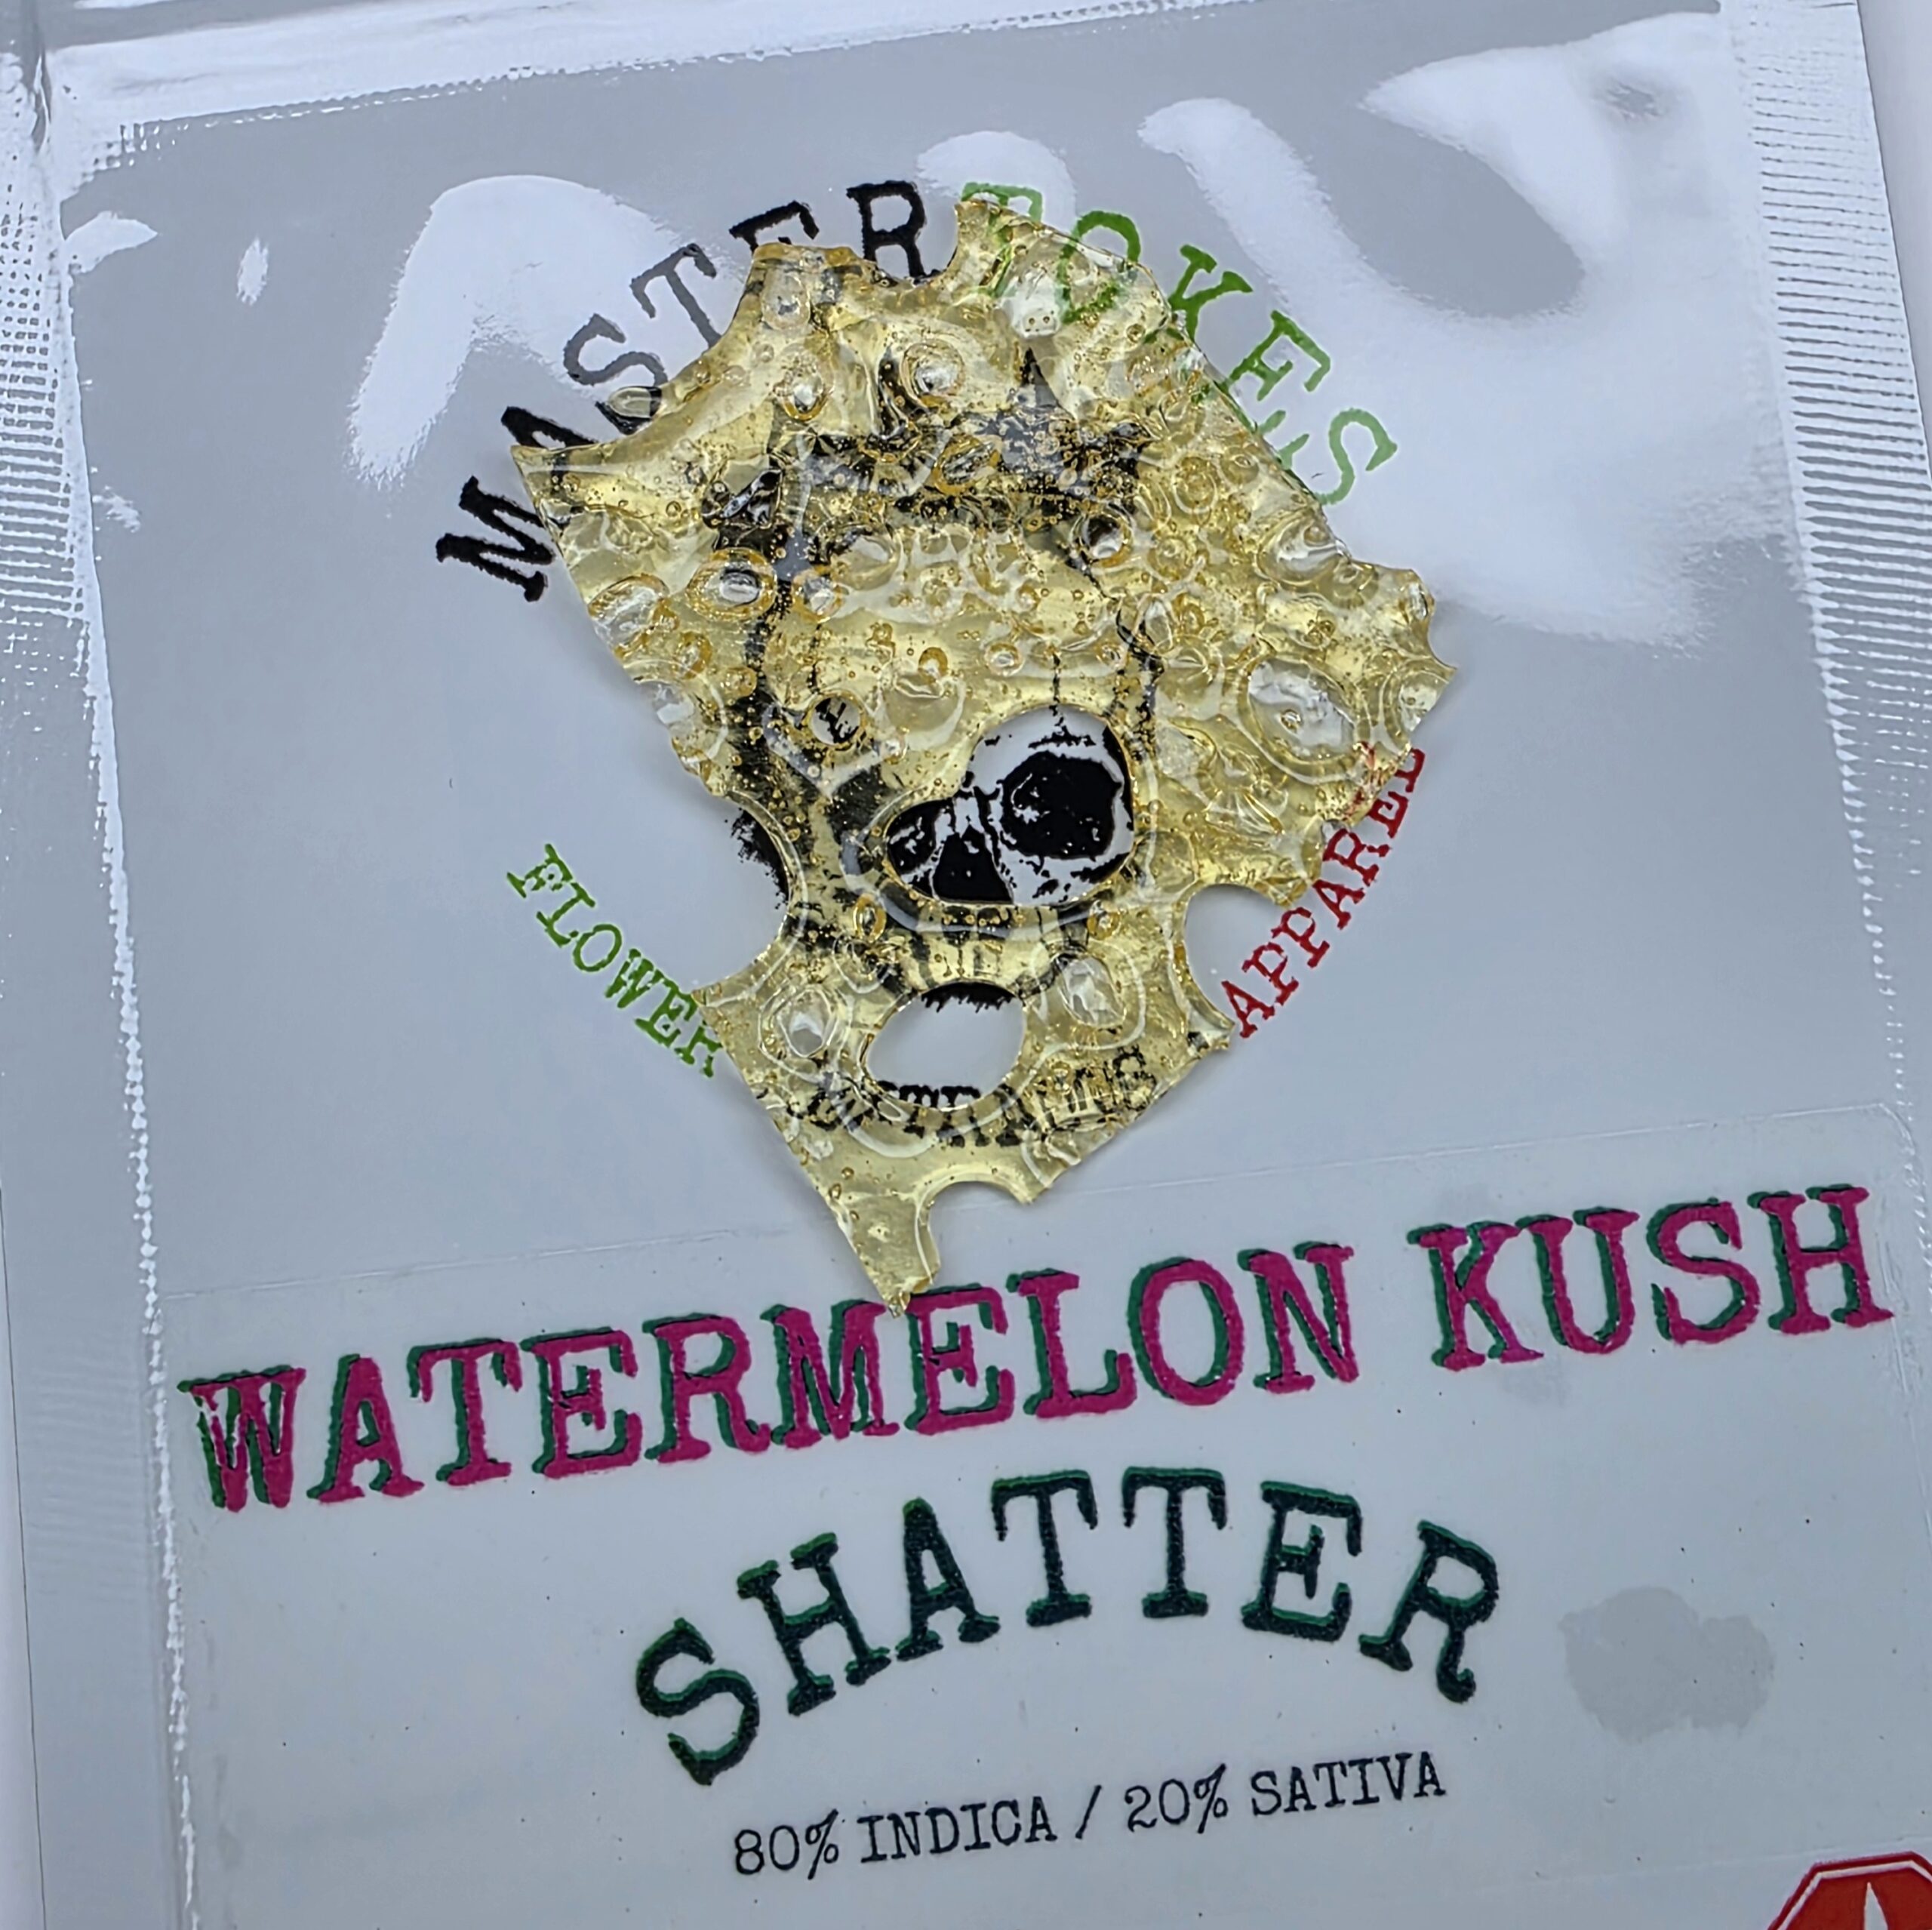 MASTER TOKES
FLOWER
APPAREL
WATERMELON KUSH
SHATTER
80% INDICA / 20% SATIVA